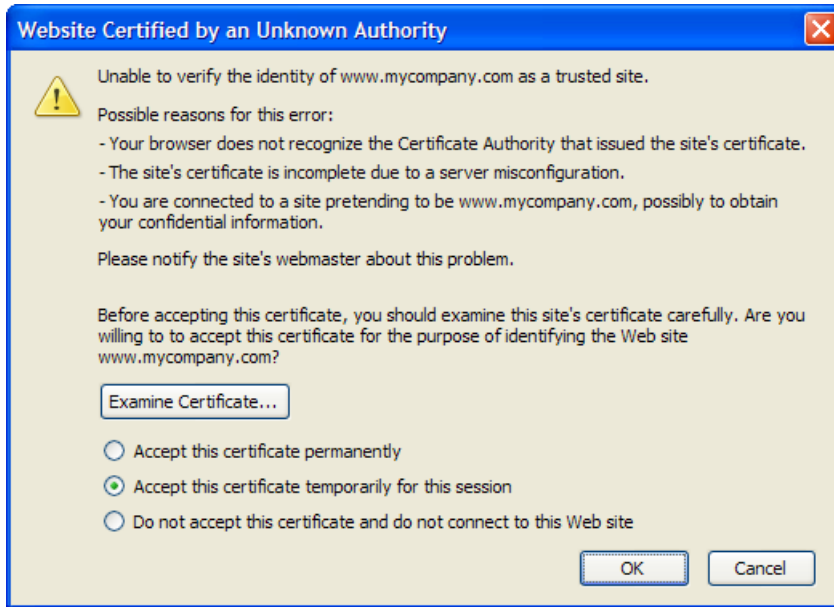 Website Certified by an Unknown Authority
Unable to verify the identity of www.mycompany.com as a trusted site.
Possible reasons for this error:
- Your browser does not recognize the Certificate Authority that issued the site's certificate.
- The site's certificate is incomplete due to a server misconfiguration.
- You are connected to a site pretending to be www.mycompany.com, possibly to obtain
your confidential information.
Please notify the site's webmaster about this problem.
Before accepting this certificate, you should examine this site's certificate carefully. Are you
willing to to accept this certificate for the purpose of identifying the Web site
www.mycompany.com?
Examine Certificate...
Accept this certificate permanently
Accept this certificate temporarily for this session
Do not accept this certificate and do not connect to this Web site
OK
Cancel